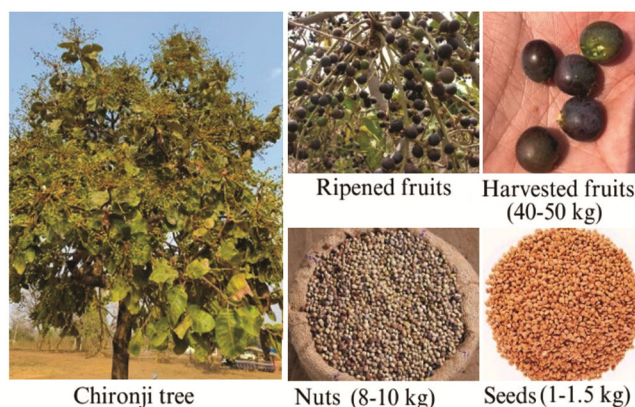 Ripened fruits
Harvested fruits
(40-50 kg)
Chironji tree
Nuts (8-10 kg)
Seeds (1-1.5 kg)